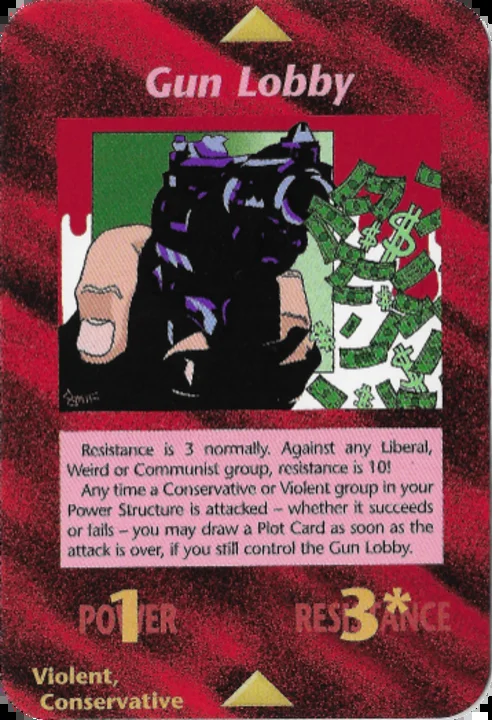 Gun Lobby
Resistance is 3 normally. Against any Liberal,
Weird or Communist group, resistance is 10!
Any time a Conservative or Violent group in your
Power Structure is attacked – whether it succeeds
or fails – you may draw a Plot Card as soon as the
attack is over, if you still control the Gun Lobby.
POWER 1 RESISTANCE 3*
Violent,
Conservative